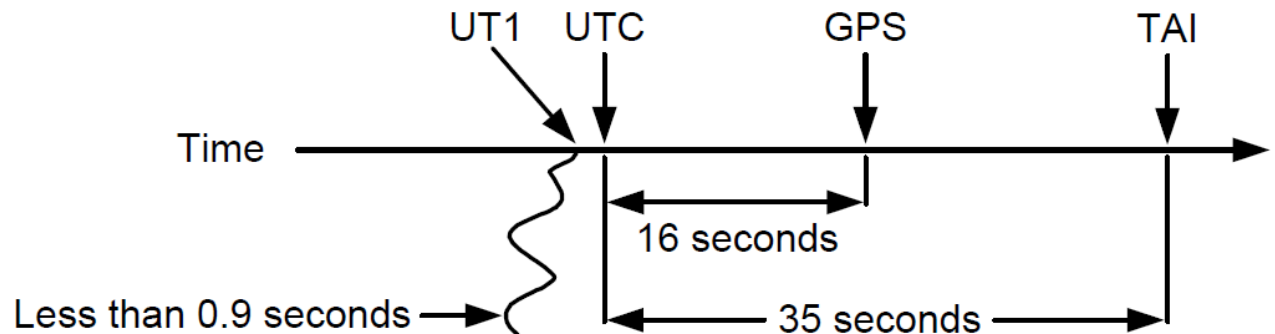 UT1 UTC GPS TAI
Time
16 seconds
Less than 0.9 seconds 35 seconds